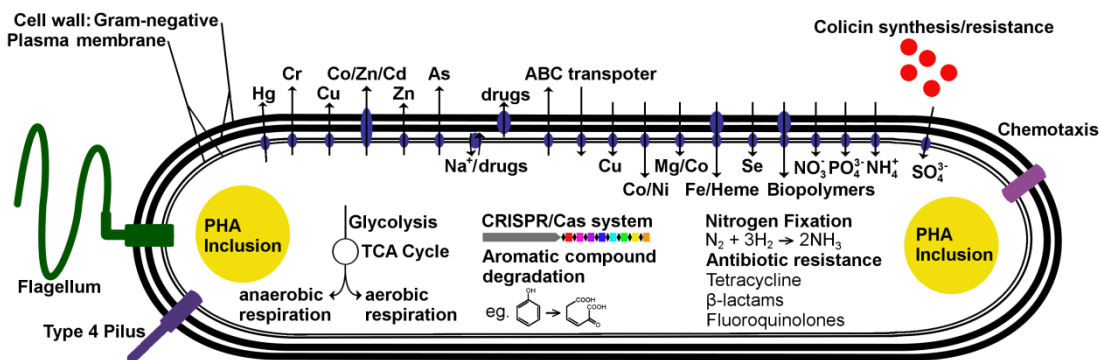 Cell wall: Gram-negative
Plasma membrane
Colicin synthesis/resistance
Hg
Cr
Cu
Co/Zn/Cd
Zn
As
drugs
ABC transpoter
Chemotaxis
Na⁺/drugs
Cu
Co/Ni
Mg/Co
Fe/Heme
Se
Biopolymers
NO₃⁻
PO₄³⁻
NH₄⁺
SO₄³⁻
PHA
Inclusion
Glycolysis
TCA Cycle
anaerobic
respiration
aerobic
respiration
CRISPR/Cas system
Aromatic compound
degradation
eg.
OH
COOH
COOH
O
Nitrogen Fixation
N₂ + 3H₂ → 2NH₃
Antibiotic resistance
Tetracycline
β-lactams
Fluoroquinolones
PHA
Inclusion
Flagellum
Type 4 Pilus